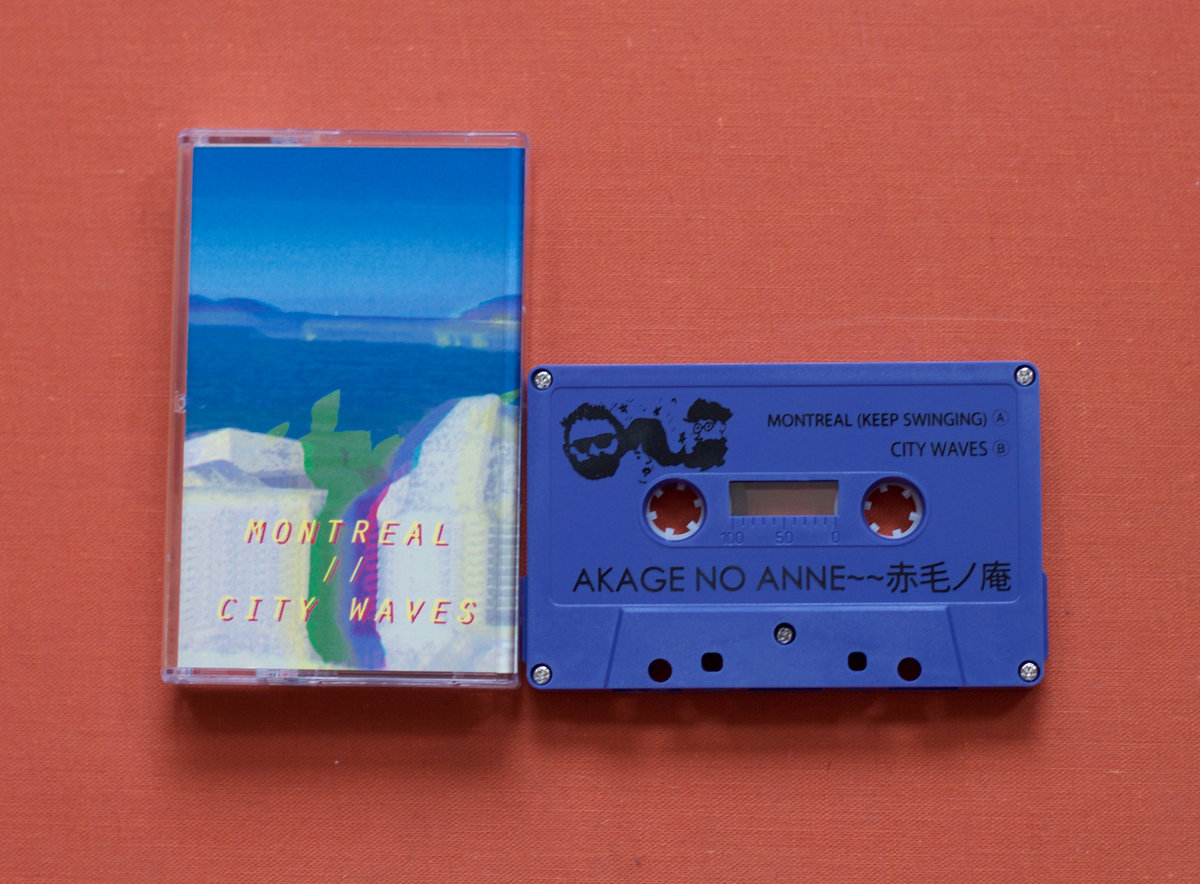 MONTREAL
//
CITY WAVES
MONTREAL (KEEP SWINGING) Ⓐ
CITY WAVES Ⓑ
100 50 0
AKAGE NO ANNE~~赤毛ノ庵